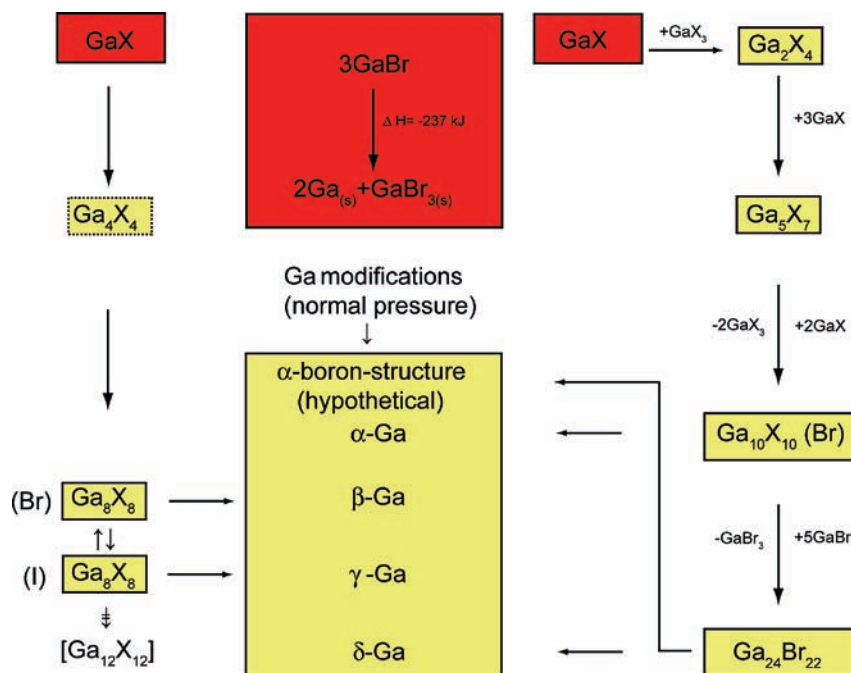 GaX
3GaBr
Δ H= -237 kJ
2Ga(s)+GaBr3(s)
GaX
+GaX3
Ga2X4
+3GaX
Ga4X4
Ga5X7
Ga modifications
(normal pressure)
↓
-2GaX3
+2GaX
α-boron-structure
(hypothetical)
α-Ga
Ga10X10 (Br)
(Br)
Ga8X8
β-Ga
↑↓
-GaBr3
+5GaBr
(I)
Ga8X8
γ-Ga
[Ga12X12]
δ-Ga
Ga24Br22